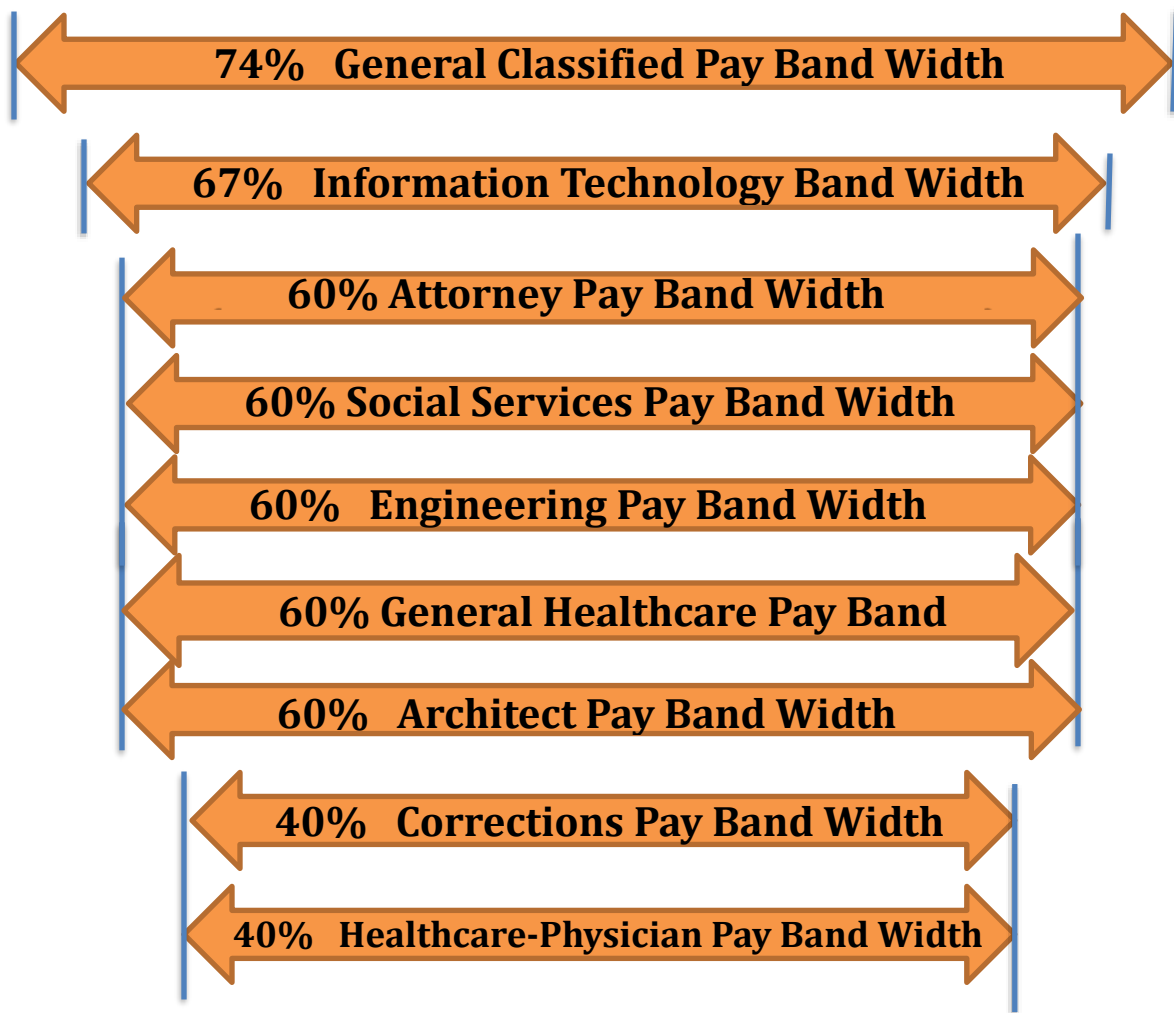 74% General Classified Pay Band Width
67% Information Technology Band Width
60% Attorney Pay Band Width
60% Social Services Pay Band Width
60% Engineering Pay Band Width
60% General Healthcare Pay Band
60% Architect Pay Band Width
40% Corrections Pay Band Width
40% Healthcare-Physician Pay Band Width